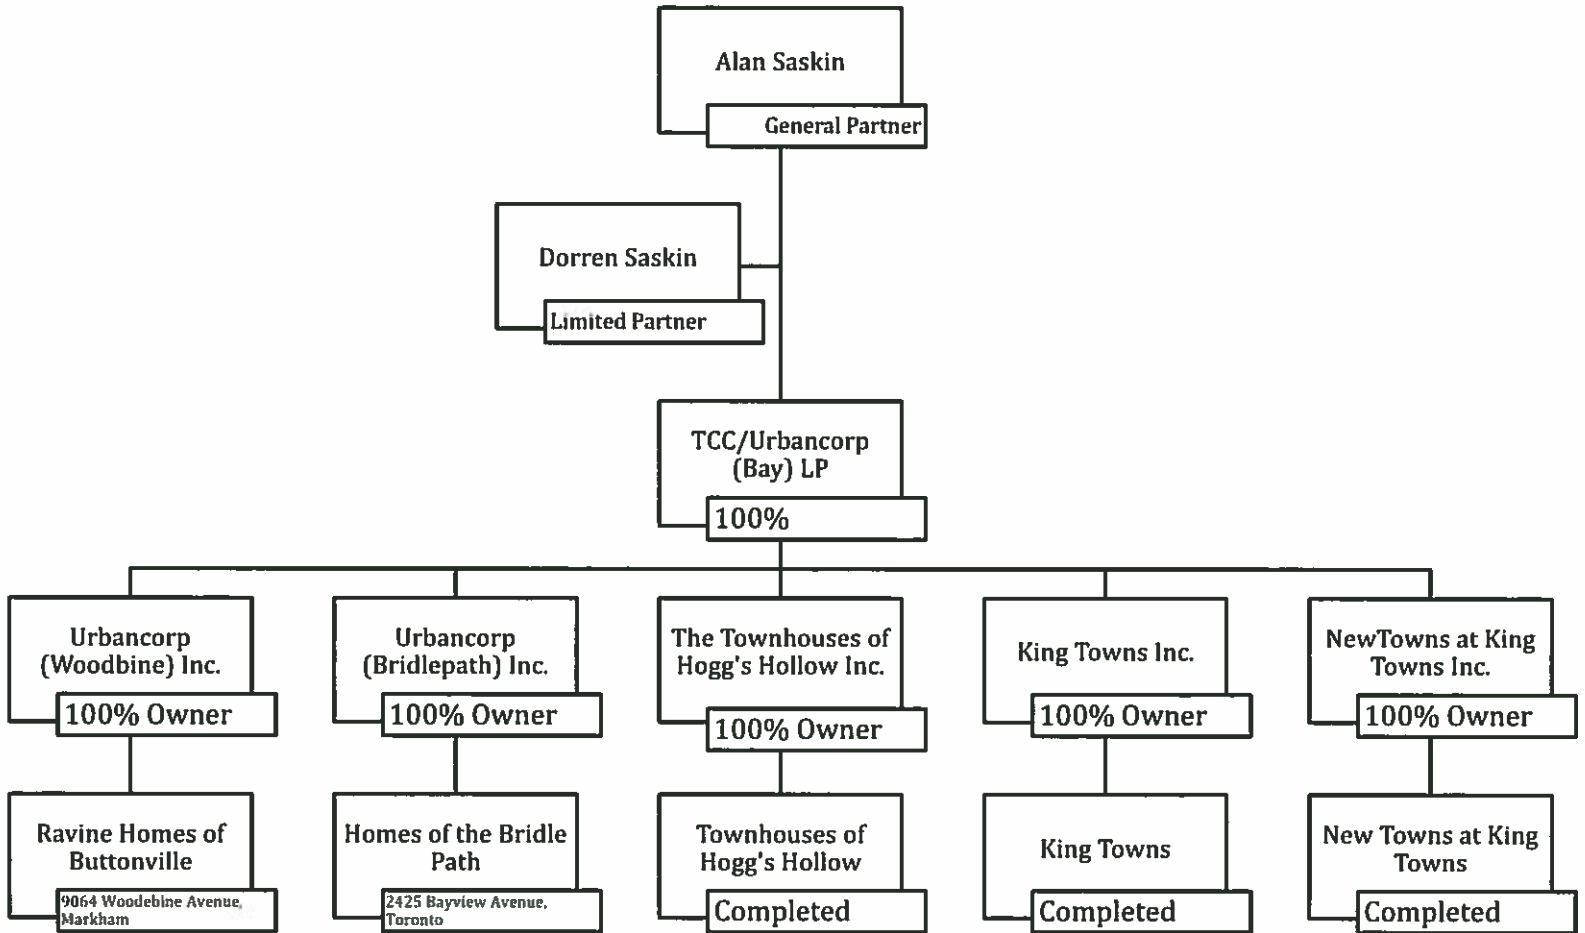 Alan Saskin
General Partner
Dorren Saskin
Limited Partner
TCC/Urbancorp
(Bay) LP
100%
Urbancorp
(Woodbine) Inc.
100% Owner
Urbancorp
(Bridlepath) Inc.
100% Owner
The Townhouses of
Hogg's Hollow Inc.
100% Owner
King Towns Inc.
100% Owner
NewTowns at King
Towns Inc.
100% Owner
Ravine Homes of
Buttonville
9064 Woodebine Avenue,
Markham
Homes of the Bridle
Path
2425 Bayview Avenue,
Toronto
Townhouses of
Hogg's Hollow
Completed
King Towns
Completed
New Towns at King
Towns
Completed